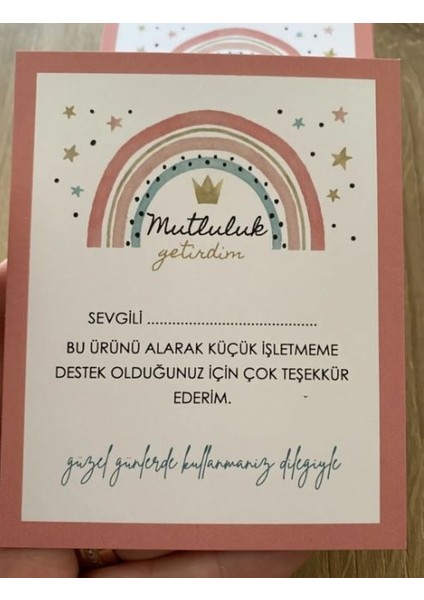 Mutluluk
getirdim
SEVGİLİ .........................................
BU ÜRÜNÜ ALARAK KÜÇÜK İŞLETMEME
DESTEK OLDUĞUNUZ İÇİN ÇOK TEŞEKKÜR
EDERİM.
güzel günlerde kullanmanız dileğiyle